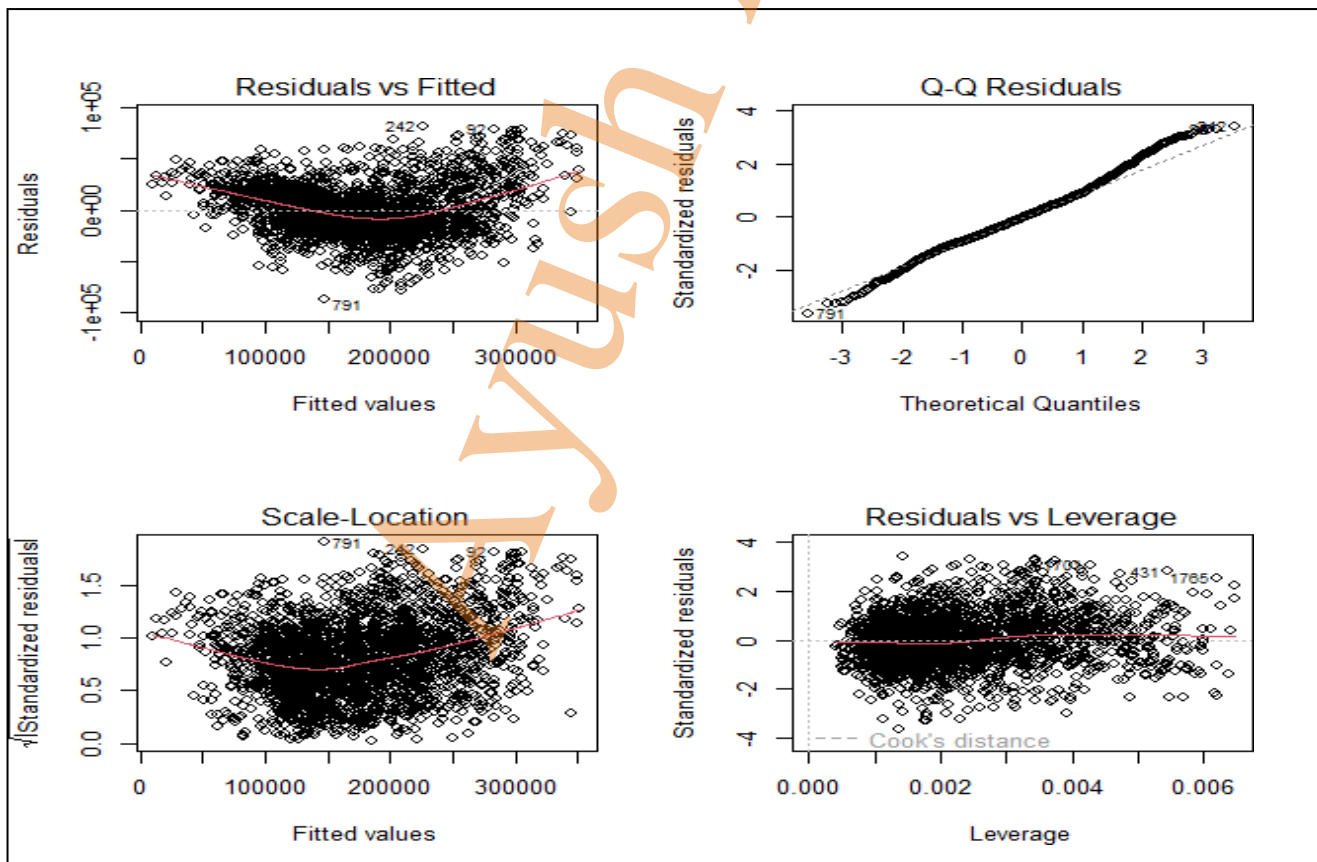 Residuals vs Fitted
Residuals
1e+05
0e+00
-1e+05
242
92
791
0 100000 200000 300000
Fitted values
Q-Q Residuals
Standardized residuals
4
2
0
-2
791
-3 -2 -1 0 1 2 3
Theoretical Quantiles
Scale-Location
√|Standardized residuals|
1.5
1.0
0.5
0.0
791
242
92
0 100000 200000 300000
Fitted values
Residuals vs Leverage
Standardized residuals
4
2
0
-2
-4
431
1765
Cook's distance
0.000 0.002 0.004 0.006
Leverage
Ayush